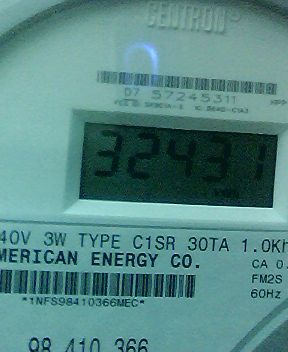 CENTRON
07 57245311
32431
40V 3W TYPE C1SR 30TA 1.0Kh
MERICAN ENERGY CO.
CA 0.
FM2S
*1NFS98410366MEC*
60Hz
98 410 366